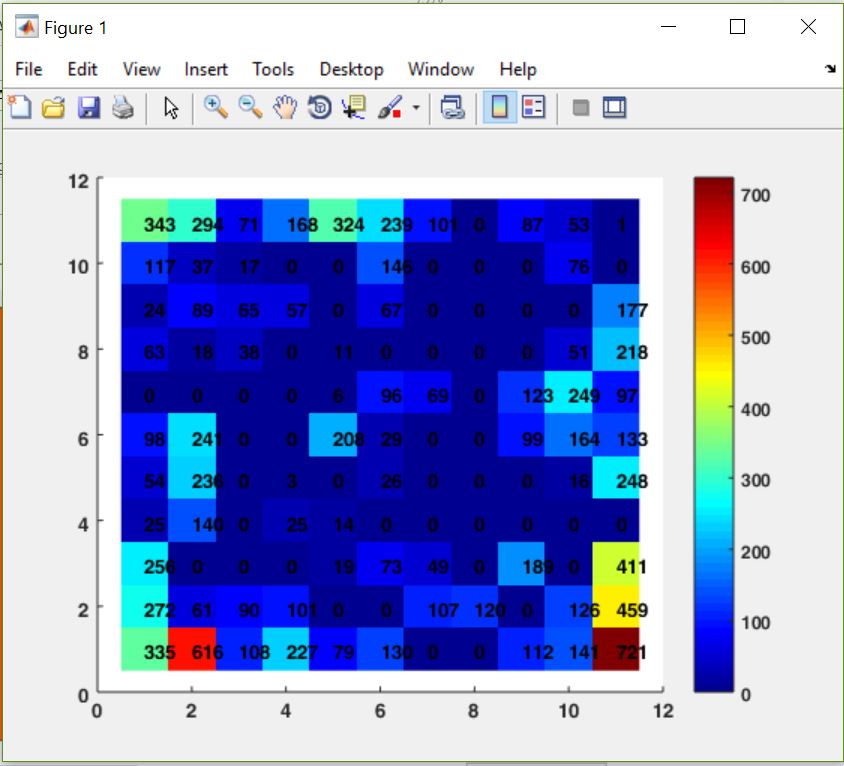 Figure 1
File Edit View Insert Tools Desktop Window Help
12 700
343 294 71 168 324 239 101 0 87 53 1
10 117 37 17 0 0 146 0 0 0 76 0 600
24 89 65 57 0 67 0 0 0 0 177
500
8 63 18 38 0 11 0 0 0 0 51 218
0 0 0 0 6 96 69 0 123 249 97 400
6 98 241 0 0 208 29 0 0 99 164 133
54 236 0 3 0 26 0 0 0 16 248 300
4 25 140 0 25 14 0 0 0 0 0 0
200
256 0 0 0 19 73 49 0 189 0 411
2 272 61 90 101 0 0 107 120 0 126 459 100
335 616 108 227 79 130 0 0 112 141 721
0 0
0 2 4 6 8 10 12